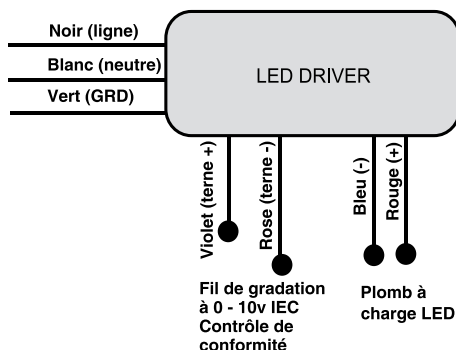 Noir (ligne)
Blanc (neutre)
Vert (GRD)
LED DRIVER
Violet (terne +)
Rose (terne -)
Bleu (-)
Rouge (+)
Fil de gradation
à 0 - 10v IEC
Contrôle de
conformité
Plomb à
charge LED